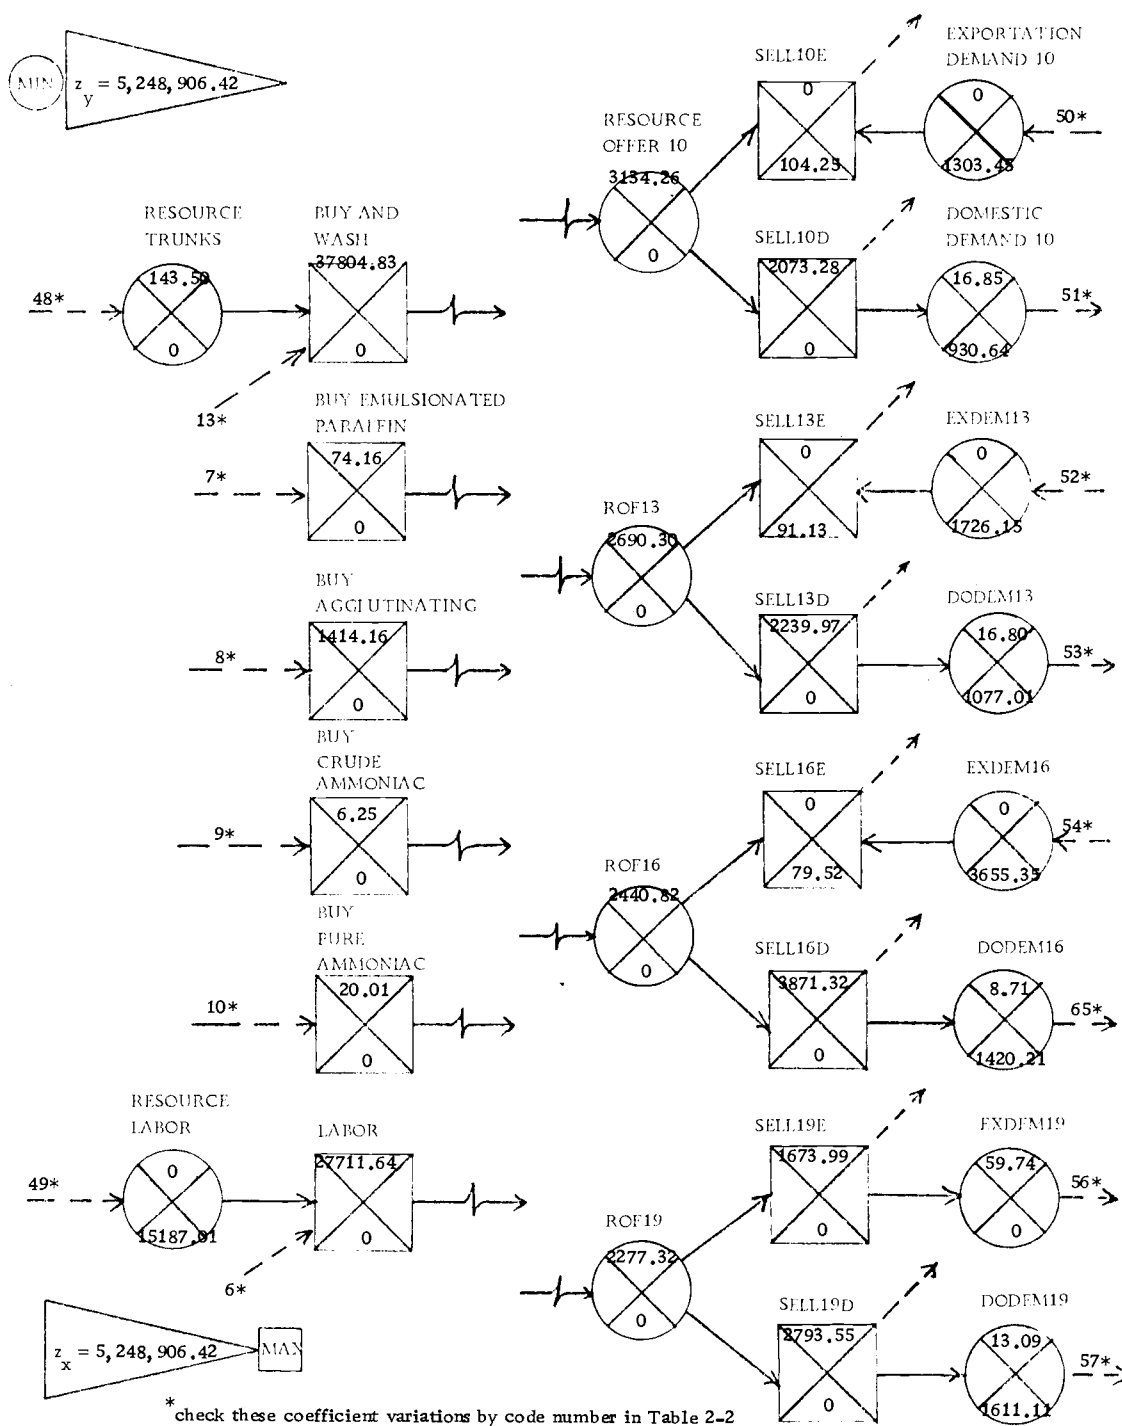 MIN
z_y = 5,248,906.42
RESOURCE
TRUNKS
143.50
0
48*
BUY AND
WASH
37804.83
0
13*
BUY EMULSIONATED
PARAFFIN
74.16
0
7*
BUY
AGGLUTINATING
1414.16
0
8*
BUY
CRUDE
AMMONIAC
6.25
0
9*
BUY
PURE
AMMONIAC
20.01
0
10*
RESOURCE
LABOR
0
15187.01
49*
LABOR
27711.64
0
6*
z_x = 5,248,906.42
MAX
RESOURCE
OFFER 10
3134.26
0
SELL10E
0
104.25
EXPORTATION
DEMAND 10
0
1303.45
50*
SELL10D
2073.28
0
DOMESTIC
DEMAND 10
16.85
930.64
51*
ROF13
2690.30
0
SELL13E
0
91.13
EXDEM13
0
1726.15
52*
SELL13D
2239.97
0
DODEM13
16.80
1077.01
53*
ROF16
2440.82
0
SELL16E
0
79.52
EXDEM16
0
3655.35
54*
SELL16D
3871.32
0
DODEM16
8.71
1420.21
65*
ROF19
2277.32
0
SELL19E
1673.99
0
EXDEM19
59.74
0
56*
SELL19D
2793.55
0
DODEM19
13.09
1611.11
57*
*check these coefficient variations by code number in Table 2-2